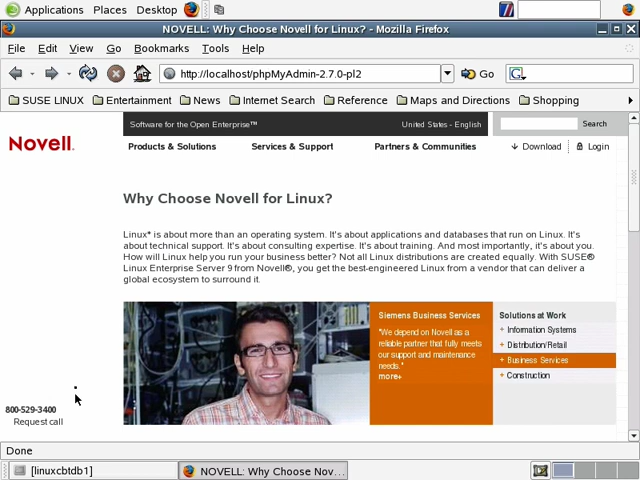 Applications Places Desktop
NOVELL: Why Choose Novell for Linux? - Mozilla Firefox
File Edit View Go Bookmarks Tools Help
http://localhost/phpMyAdmin-2.7.0-pl2 Go G
SUSE LINUX Entertainment News Internet Search Reference Maps and Directions Shopping
Software for the Open Enterprise™ United States - English Search
Novell.
Products & Solutions Services & Support Partners & Communities Download Login
Why Choose Novell for Linux?
Linux* is about more than an operating system. It's about applications and databases that run on Linux. It's
about technical support. It's about consulting expertise. It's about training. And most importantly, it's about you.
How will Linux help you run your business better? Not all Linux distributions are created equally. With SUSE®
Linux Enterprise Server 9 from Novell®, you get the best-engineered Linux from a vendor that can deliver a
global ecosystem to surround it.
Siemens Business Services
"We depend on Novell as a
reliable partner that fully meets
our support and maintenance
needs."
more+
Solutions at Work
+ Information Systems
+ Distribution/Retail
+ Business Services
+ Construction
800-529-3400
Request call
Done
[linuxcbtdb1] NOVELL: Why Choose Nov...